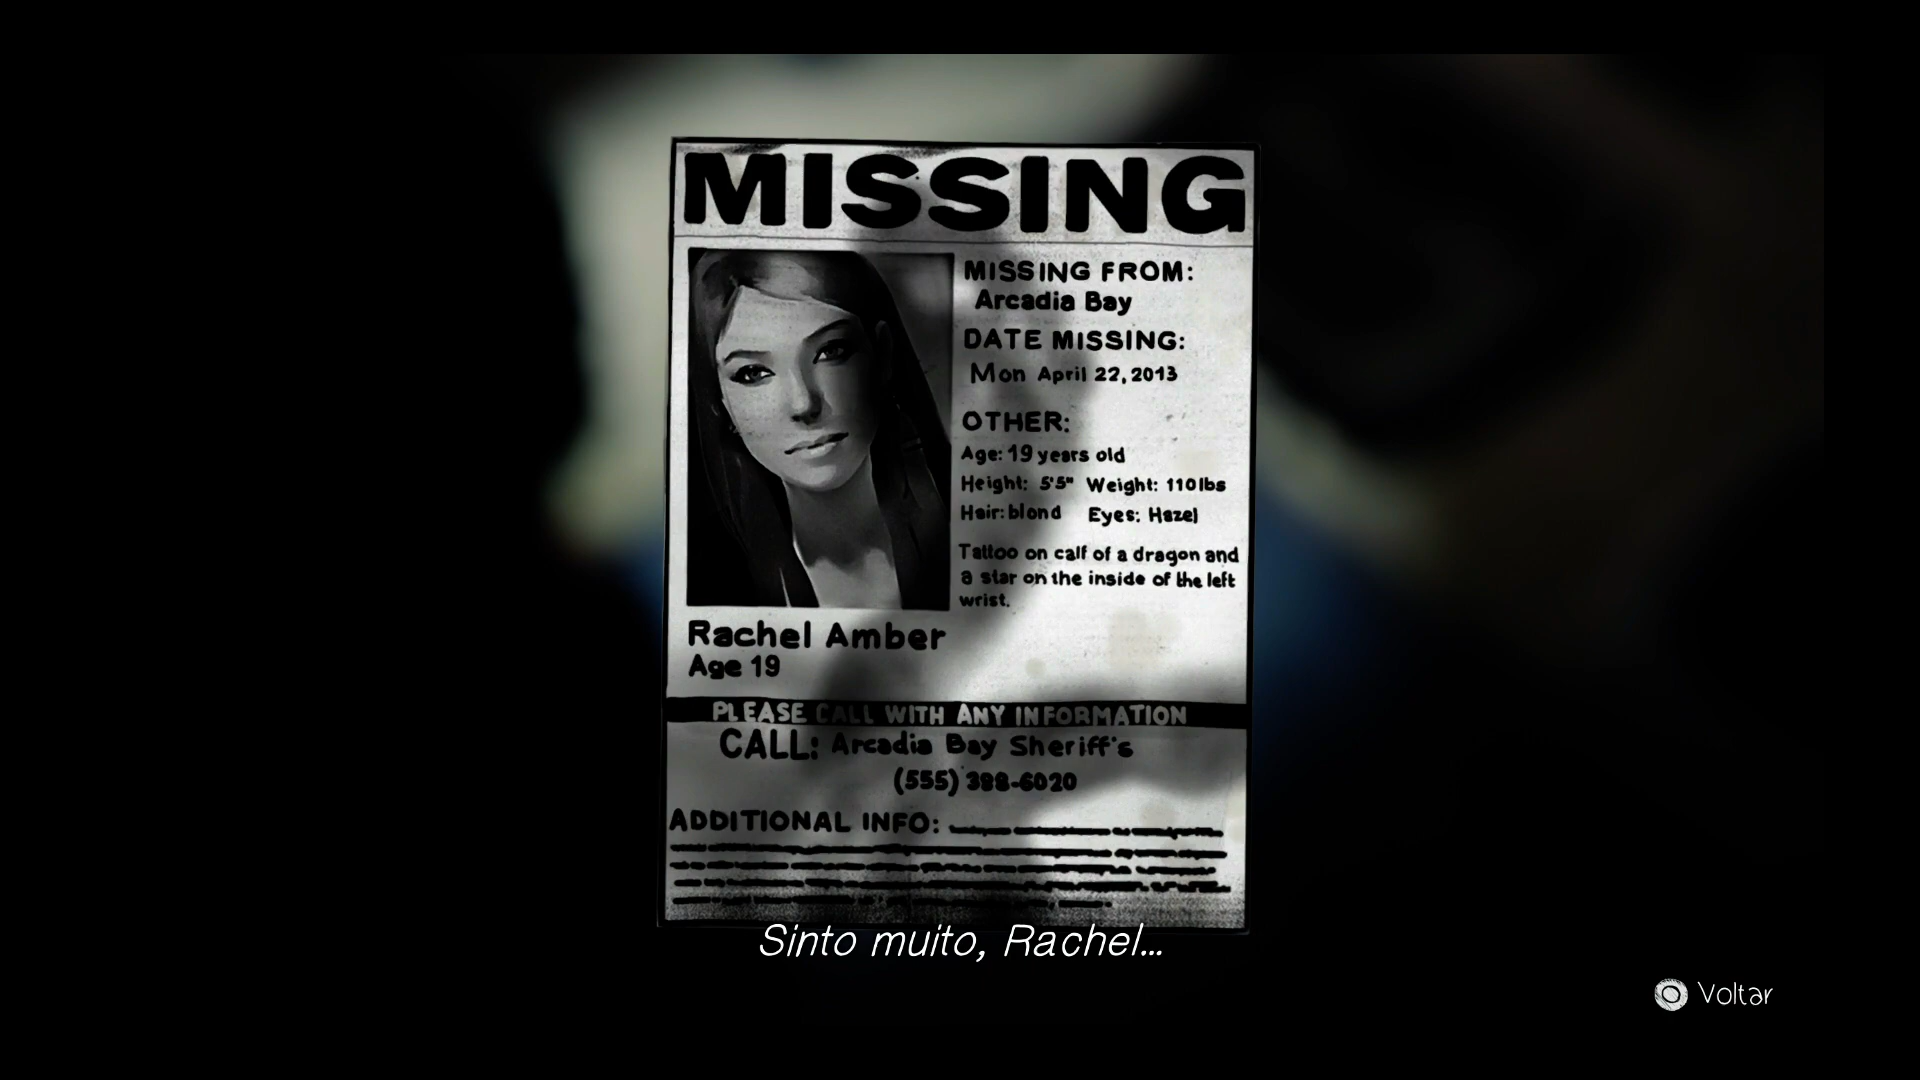 MISSING
MISSING FROM:
Arcadia Bay
DATE MISSING:
Mon April 22, 2013
OTHER:
Age: 19 years old
Height: 5'5" Weight: 110 lbs
Hair: blond Eyes: Hazel
Tattoo on calf of a dragon and
a star on the inside of the left
wrist.
Rachel Amber
Age 19
PLEASE CALL WITH ANY INFORMATION
CALL: Arcadia Bay Sheriff's
(555) 388-6020
ADDITIONAL INFO:
Sinto muito, Rachel...
Voltar